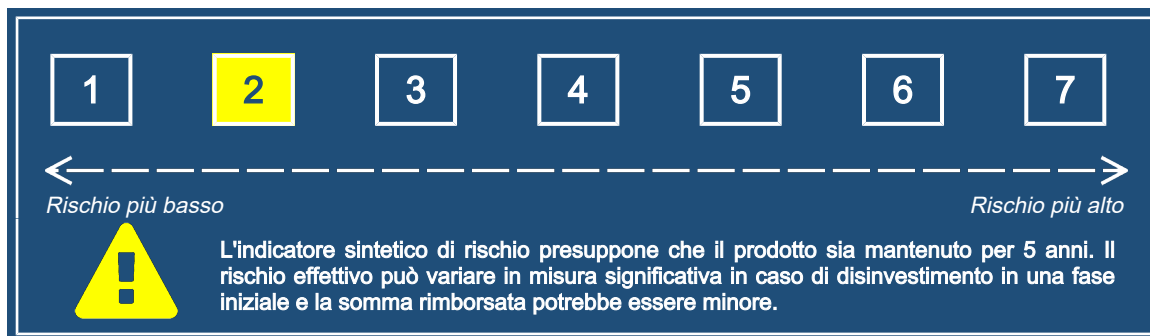 1 2 3 4 5 6 7
Rischio più basso Rischio più alto
L'indicatore sintetico di rischio presuppone che il prodotto sia mantenuto per 5 anni. Il
rischio effettivo può variare in misura significativa in caso di disinvestimento in una fase
iniziale e la somma rimborsata potrebbe essere minore.